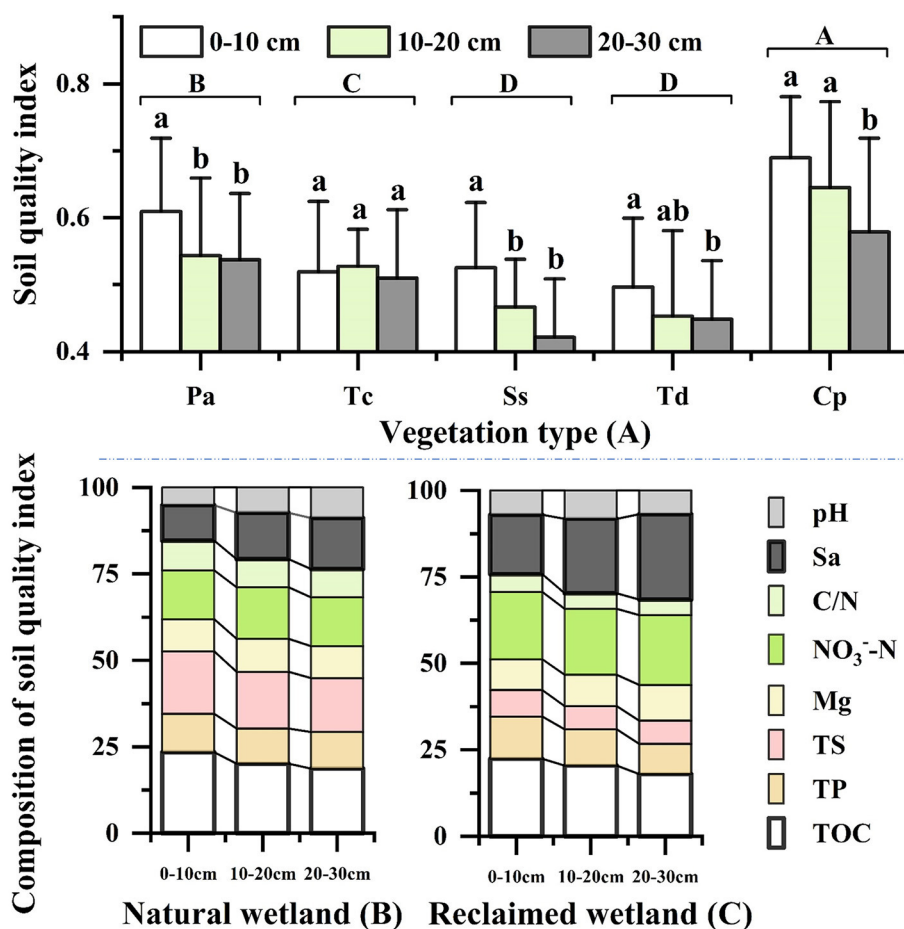 0-10 cm 10-20 cm 20-30 cm
Soil quality index
0.8
0.6
0.4
B C D D A
a b b a a a a b b a ab b a a b
Pa Tc Ss Td Cp
Vegetation type (A)
Composition of soil quality index
100
75
50
25
0
0-10cm 10-20cm 20-30cm
Natural wetland (B)
100
75
50
25
0
0-10cm 10-20cm 20-30cm
Reclaimed wetland (C)
pH
Sa
C/N
NO₃⁻-N
Mg
TS
TP
TOC